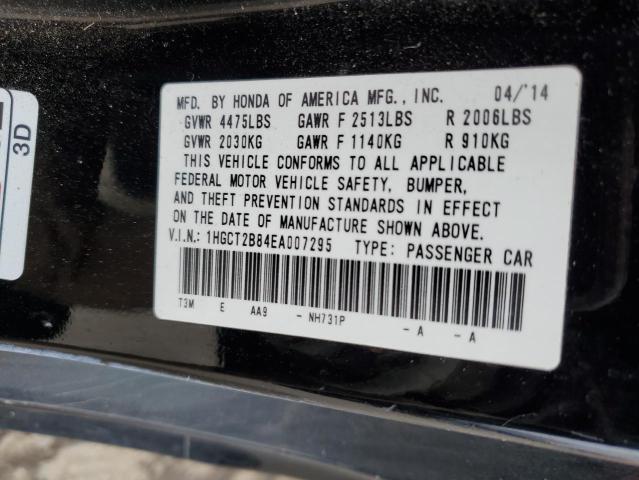 MFD. BY HONDA OF AMERICA MFG., INC. 04/'14
GVWR 4475LBS GAWR F 2513LBS R 2006LBS
GVWR 2030KG GAWR F 1140KG R 910KG
THIS VEHICLE CONFORMS TO ALL APPLICABLE
FEDERAL MOTOR VEHICLE SAFETY, BUMPER,
AND THEFT PREVENTION STANDARDS IN EFFECT
ON THE DATE OF MANUFACTURE SHOWN ABOVE.
V.I.N.: 1HGCT2B84EA007295 TYPE: PASSENGER CAR
T3M E AA9 - NH731P - A - A
3D